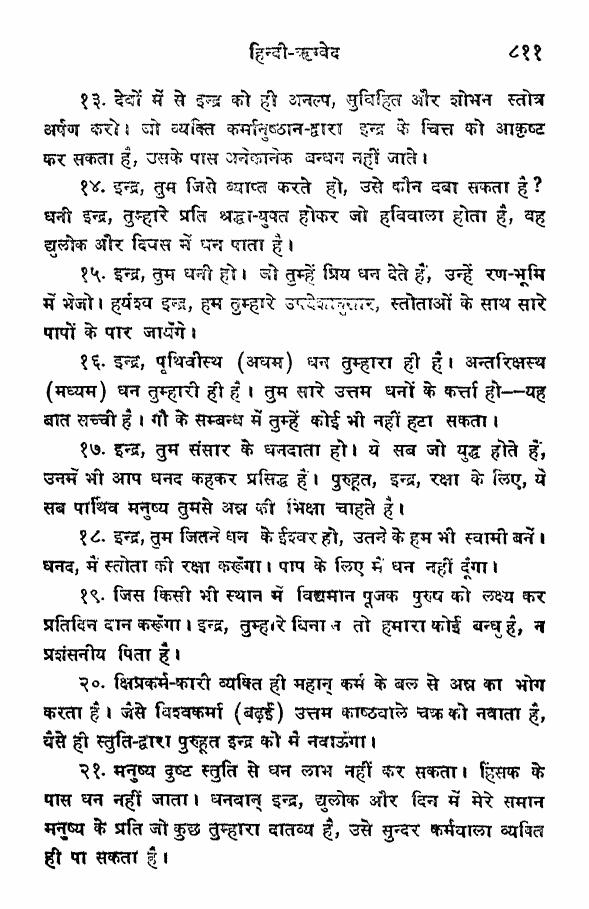 हिन्दी-ऋग्वेद ८११
१३. देवों में से इन्द्र को ही अनल्प, सुविहित और शोभन स्तोत्र
अर्पण करो। जो व्यक्ति कर्मानुष्ठान-द्वारा इन्द्र के चित्त को आकृष्ट
कर सकता है, उसके पास अनेकानेक बन्धन नहीं जाते।
१४. इन्द्र, तुम जिसे व्याप्त करते हो, उसे कौन दबा सकता है?
धनी इन्द्र, तुम्हारे प्रति श्रद्धा-युक्त होकर जो हविवाला होता है, वह
द्युलोक और दिवस में धन पाता है।
१५. इन्द्र, तुम धनी हो। जो तुम्हें प्रिय धन देते हैं, उन्हें रण-भूमि
में भेजो। हर्यश्व इन्द्र, हम तुम्हारे उपदेशानुसार, स्तोताओं के साथ सारे
पापों के पार जायँगे।
१६. इन्द्र, पृथिवीस्थ (अधम) धन तुम्हारा ही है। अन्तरिक्षस्थ
(मध्यम) धन तुम्हारी ही है। तुम सारे उत्तम धनों के कर्त्ता हो--यह
बात सच्ची है। गौ के सम्बन्ध में तुम्हें कोई भी नहीं हटा सकता।
१७. इन्द्र, तुम संसार के धनदाता हो। ये सब जो युद्ध होते हैं,
उनमें भी आप धनद कहकर प्रसिद्ध हैं। पुरुहूत, इन्द्र, रक्षा के लिए, ये
सब पार्थिव मनुष्य तुमसे अन्न की भिक्षा चाहते हैं।
१८. इन्द्र, तुम जितने धन के ईश्वर हो, उतने के हम भी स्वामी बनें।
धनद, मैं स्तोता की रक्षा करूँगा। पाप के लिए मैं धन नहीं दूंगा।
१९. जिस किसी भी स्थान में विद्यमान पूजक पुरुष को लक्ष्य कर
प्रतिदिन दान करूँगा। इन्द्र, तुम्हारे बिना न तो हमारा कोई बन्धु है, न
प्रशंसनीय पिता है।
२०. क्षिप्रकर्म-कारी व्यक्ति ही महान् कर्म के बल से अन्न का भोग
करता है। जैसे विश्वकर्मा (बढ़ई) उत्तम काष्ठवाले चक्र को नवाता है,
वैसे ही स्तुति-द्वारा पुरुहूत इन्द्र को मैं नवाऊँगा।
२१. मनुष्य दुष्ट स्तुति से धन लाभ नहीं कर सकता। हिंसक के
पास धन नहीं जाता। धनवान् इन्द्र, द्युलोक और दिन में मेरे समान
मनुष्य के प्रति जो कुछ तुम्हारा दातव्य है, उसे सुन्दर कर्मवाला व्यक्ति
ही पा सकता है।